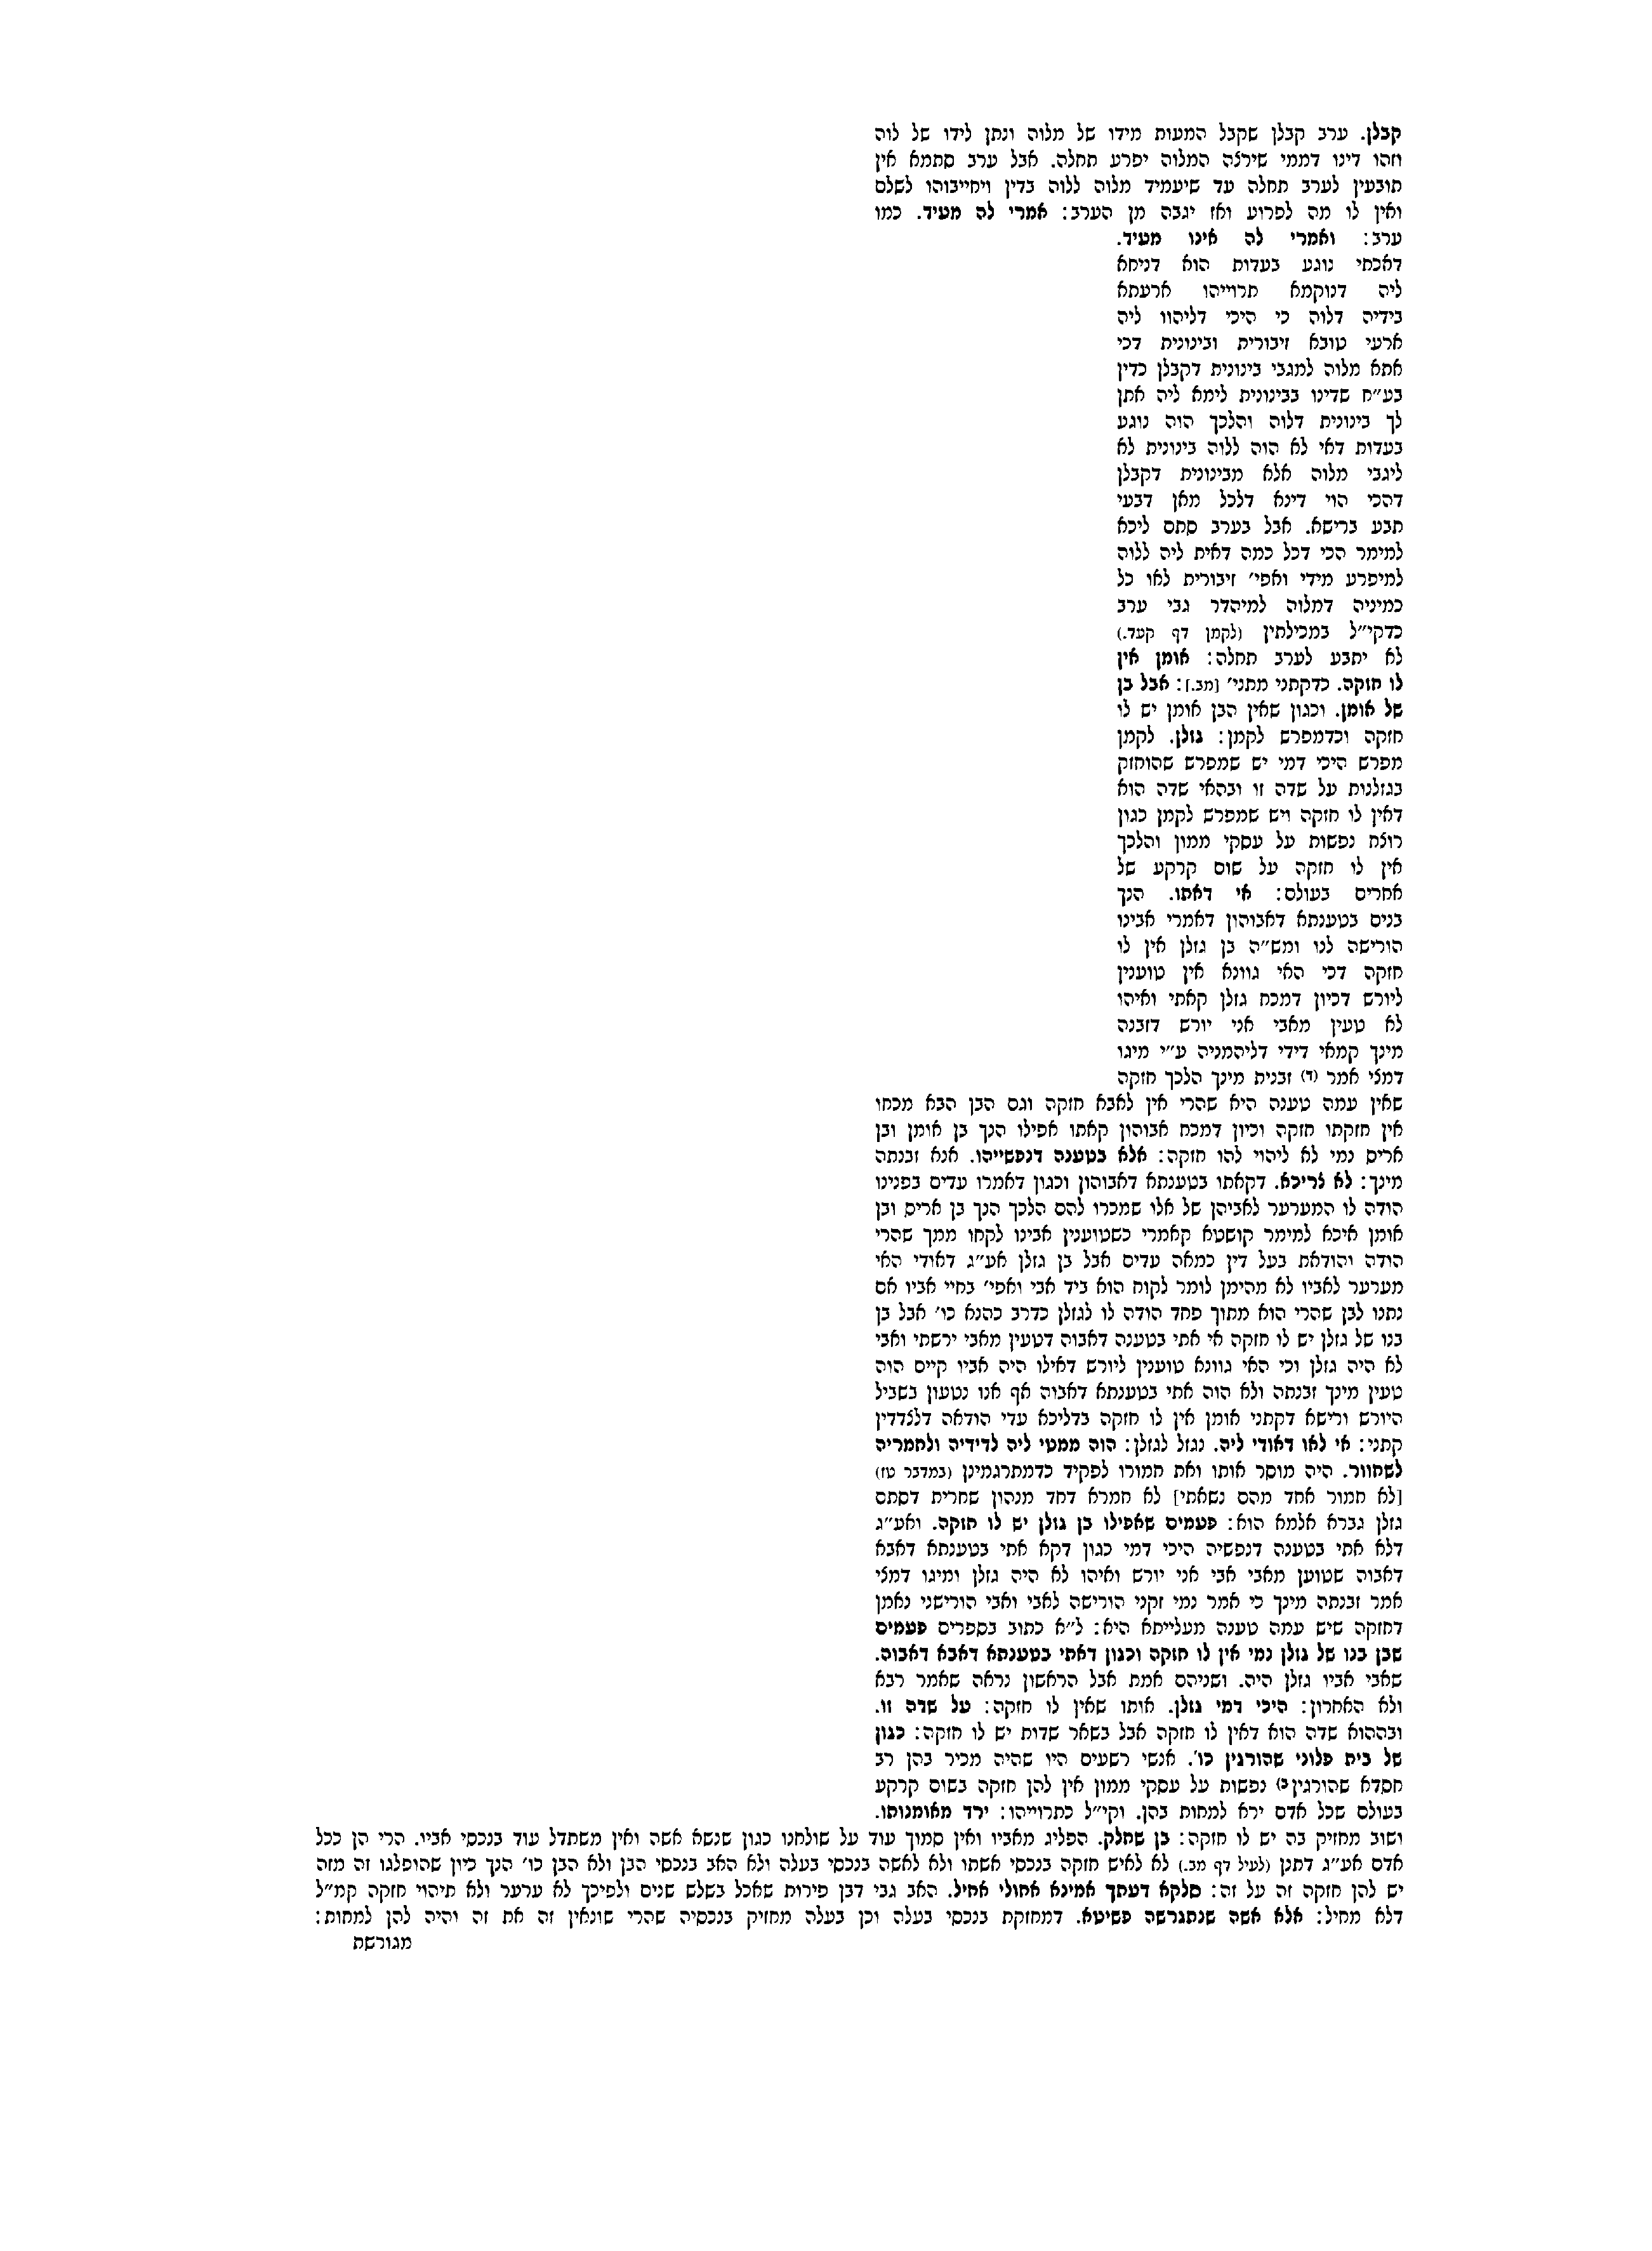 קבלן. ערב קבלן שקבל המעות מידו של מלוה ונתן לידו של לוה
וזהו דינו דממי שירצה המלוה יפרע תחלה. אבל ערב סתמא אין
תובעין לערב תחלה עד שיעמיד מלוה ללוה בדין ויחייבוהו לשלם
ואין לו מה לפרוע ואז יגבה מן הערב: אמרי לה מעיד. כמו
ערב: ואמרי לה אינו מעיד.
דאכתי נוגע בעדות הוא דניחא
ליה דנוקמא תרוייהו ארעתא
בידיה דלוה כי היכי דליהוו ליה
ארעי טובא זיבורית ובינונית דכי
אתא מלוה למגבי בינונית דקבלן כדין
בע״ח שדינו בבינונית לימא ליה אתן
לך בינונית דלוה והלכך הוה נוגע
בעדות דאי לא הוה ללוה בינונית לא
ליגבי מלוה אלא מבינונית דקבלן
דהכי הוי דינא דלכל מאן דבעי
תבע ברישא. אבל בערב סתם ליכא
למימר הכי דכל כמה דאית ליה ללוה
למיפרע מידי ואפי׳ זיבורית לאו כל
כמיניה דמלוה למיהדר גבי ערב
כדקי״ל במכילתין (לקמן דף קעד.)
לא יתבע לערב תחלה: אומן אין
לו חזקה. כדקתני מתני׳ [מב.]: אבל בן
של אומן. וכגון שאין הבן אומן יש לו
חזקה וכדמפרש לקמן: גזלן. לקמן
מפרש היכי דמי יש שמפרש שהוחזק
בגזלנות על שדה זו ובהאי שדה הוא
דאין לו חזקה ויש שמפרש לקמן כגון
רוצח נפשות על עסקי ממון והלכך
אין לו חזקה על שום קרקע של
אחרים בעולם: אי דאתו. הנך
בנים בטענתא דאבוהון דאמרי אבינו
הורישה לנו ומש״ה בן גזלן אין לו
חזקה דכי האי גוונא אין טוענין
ליורש דכיון דמכח גזלן קאתי ואיהו
לא טעין מאבי אני יורש דזבנה
מינך קמאי דידי דליהמניה ע״י מיגו
דמצי אמר (ד) זבנית מינך הלכך חזקה
שאין עמה טענה היא שהרי אין לאבא חזקה וגם הבן הבא מכחו
אין חזקתו חזקה וכיון דמכח אבוהון קאתו אפילו הנך בן אומן ובן
אריס נמי לא ליהוי להו חזקה: אלא בטענה דנפשייהו. אנא זבנתה
מינך: לא צריכא. דקאתו בטענתא דאבוהון וכגון דאמרו עדים בפנינו
הודה לו המערער לאביהן של אלו שמכרו להם הלכך הנך בן אריס ובן
אומן איכא למימר קושטא קאמרי כשטוענין אבינו לקחו ממך שהרי
הודה והודאת בעל דין כמאה עדים אבל בן גזלן אע״ג דאודי האי
מערער לאביו לא מהימן לומר לקוח הוא ביד אבי ואפי׳ בחיי אביו אם
נתנו לבן שהרי הוא מתוך פחד הודה לו לגזלן כדרב כהנא כו׳ אבל בן
בנו של גזלן יש לו חזקה אי אתי בטענה דאבוה דטעין מאבי ירשתי ואבי
לא היה גזלן וכי האי גוונא טוענין ליורש דאילו היה אביו קיים הוה
טעין מינך זבנתה ולא הוה אתי בטענתא דאבוה אף אנו נטעון בשביל
היורש ורישא דקתני אומן אין לו חזקה בדליכא עדי הודאה דלצדדין
קתני: אי לאו דאודי ליה. נגזל לגזלן: הוה ממטי ליה לדידיה ולחמריה
לשחוור. היה מוסר אותו ואת חמורו לפקיד כדמתרגמינן (במדבר טז)
[לא חמור אחד מהם נשאתי] לא חמרא דחד מנהון שחרית דסתם
גזלן גברא אלמא הוא: פעמים שאפילו בן גזלן יש לו חזקה. ואע״ג
דלא אתי בטענה דנפשיה היכי דמי כגון דקא אתי בטענתא דאבא
דאבוה שטוען מאבי אבי אני יורש ואיהו לא היה גזלן ומיגו דמצי
אמר זבנתה מינך כי אמר נמי זקני הורישה לאבי ואבי הורישני נאמן
דחזקה שיש עמה טענה מעלייתא היא: ל״א כתוב בספרים פעמים
שבן בנו של גזלן נמי אין לו חזקה וכגון דאתי בטענתא דאבא דאבוה.
שאבי אביו גזלן היה. ושניהם אמת אבל הראשון נראה שאמר רבא
ולא האחרון: היכי דמי גזלן. אותו שאין לו חזקה: על שדה זו.
ובההוא שדה הוא דאין לו חזקה אבל בשאר שדות יש לו חזקה: כגון
של בית פלוני שהורגין כו׳. אנשי רשעים היו שהיה מכיר בהן רב
חסדא שהורגין⁠ נפשות על עסקי ממון אין להן חזקה בשום קרקע
בעולם שכל אדם ירא למחות בהן. וקי״ל כתרוייהו: ירד מאומנותו.
ושוב מחזיק בה יש לו חזקה: בן שחלק. הפליג מאביו ואין סמוך עוד על שולחנו כגון שנשא אשה ואין משתדל עוד בנכסי אביו. הרי הן ככל
אדם אע״ג דתנן (לעיל דף מב.) לא לאיש חזקה בנכסי אשתו ולא לאשה בנכסי בעלה ולא האב בנכסי הבן ולא הבן כו׳ הנך כיון שהופלגו זה מזה
יש להן חזקה זה על זה: סלקא דעתך אמינא אחולי אחיל. האב גבי דבן פירות שאכל בשלש שנים ולפיכך לא ערער ולא תיהוי חזקה קמ״ל
דלא מחיל: אלא אשה שנתגרשה פשיטא. דמחזקת בנכסי בעלה וכן בעלה מחזיק בנכסיה שהרי שונאין זה את זה והיה להן למחות:
מגורשת